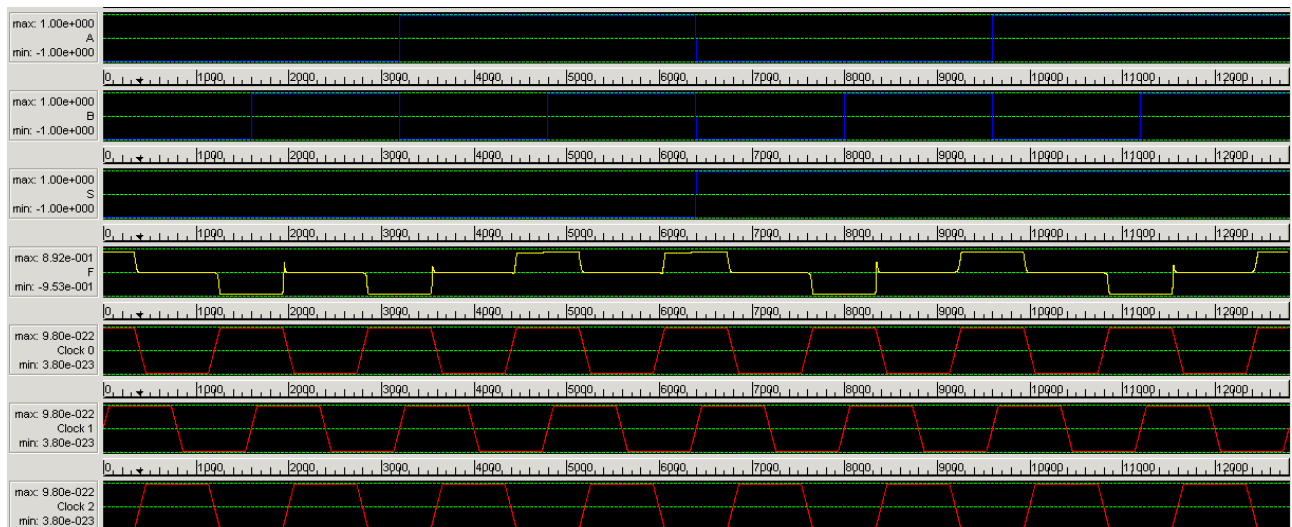 max: 1.00e+000
A
min: -1.00e+000
0 1000 2000 3000 4000 5000 6000 7000 8000 9000 10000 11000 12000
max: 1.00e+000
B
min: -1.00e+000
0 1000 2000 3000 4000 5000 6000 7000 8000 9000 10000 11000 12000
max: 1.00e+000
S
min: -1.00e+000
0 1000 2000 3000 4000 5000 6000 7000 8000 9000 10000 11000 12000
max: 8.92e-001
F
min: -9.53e-001
0 1000 2000 3000 4000 5000 6000 7000 8000 9000 10000 11000 12000
max: 9.80e-022
Clock 0
min: 3.80e-023
0 1000 2000 3000 4000 5000 6000 7000 8000 9000 10000 11000 12000
max: 9.80e-022
Clock 1
min: 3.80e-023
0 1000 2000 3000 4000 5000 6000 7000 8000 9000 10000 11000 12000
max: 9.80e-022
Clock 2
min: 3.80e-023